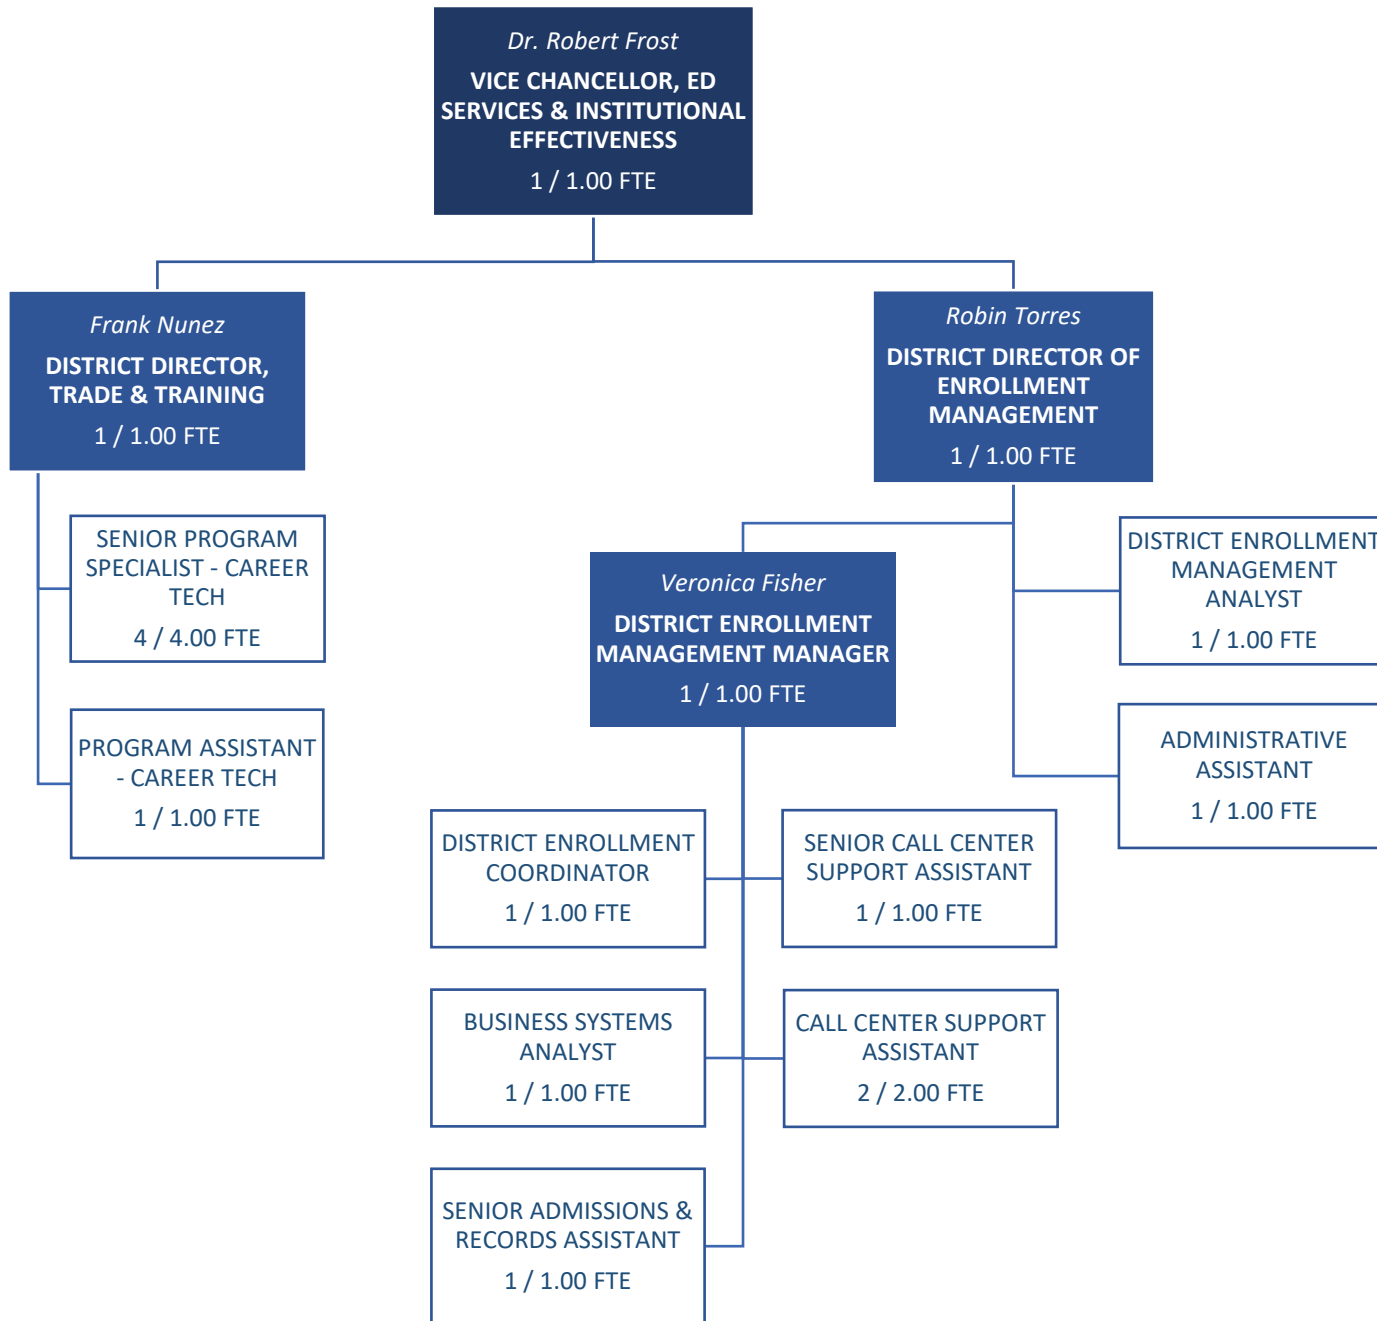 Dr. Robert Frost
VICE CHANCELLOR, ED
SERVICES & INSTITUTIONAL
EFFECTIVENESS
1 / 1.00 FTE
Frank Nunez
DISTRICT DIRECTOR,
TRADE & TRAINING
1 / 1.00 FTE
SENIOR PROGRAM
SPECIALIST - CAREER
TECH
4 / 4.00 FTE
PROGRAM ASSISTANT
- CAREER TECH
1 / 1.00 FTE
Robin Torres
DISTRICT DIRECTOR OF
ENROLLMENT
MANAGEMENT
1 / 1.00 FTE
Veronica Fisher
DISTRICT ENROLLMENT
MANAGEMENT MANAGER
1 / 1.00 FTE
DISTRICT ENROLLMENT
MANAGEMENT
ANALYST
1 / 1.00 FTE
ADMINISTRATIVE
ASSISTANT
1 / 1.00 FTE
DISTRICT ENROLLMENT
COORDINATOR
1 / 1.00 FTE
SENIOR CALL CENTER
SUPPORT ASSISTANT
1 / 1.00 FTE
BUSINESS SYSTEMS
ANALYST
1 / 1.00 FTE
CALL CENTER SUPPORT
ASSISTANT
2 / 2.00 FTE
SENIOR ADMISSIONS &
RECORDS ASSISTANT
1 / 1.00 FTE